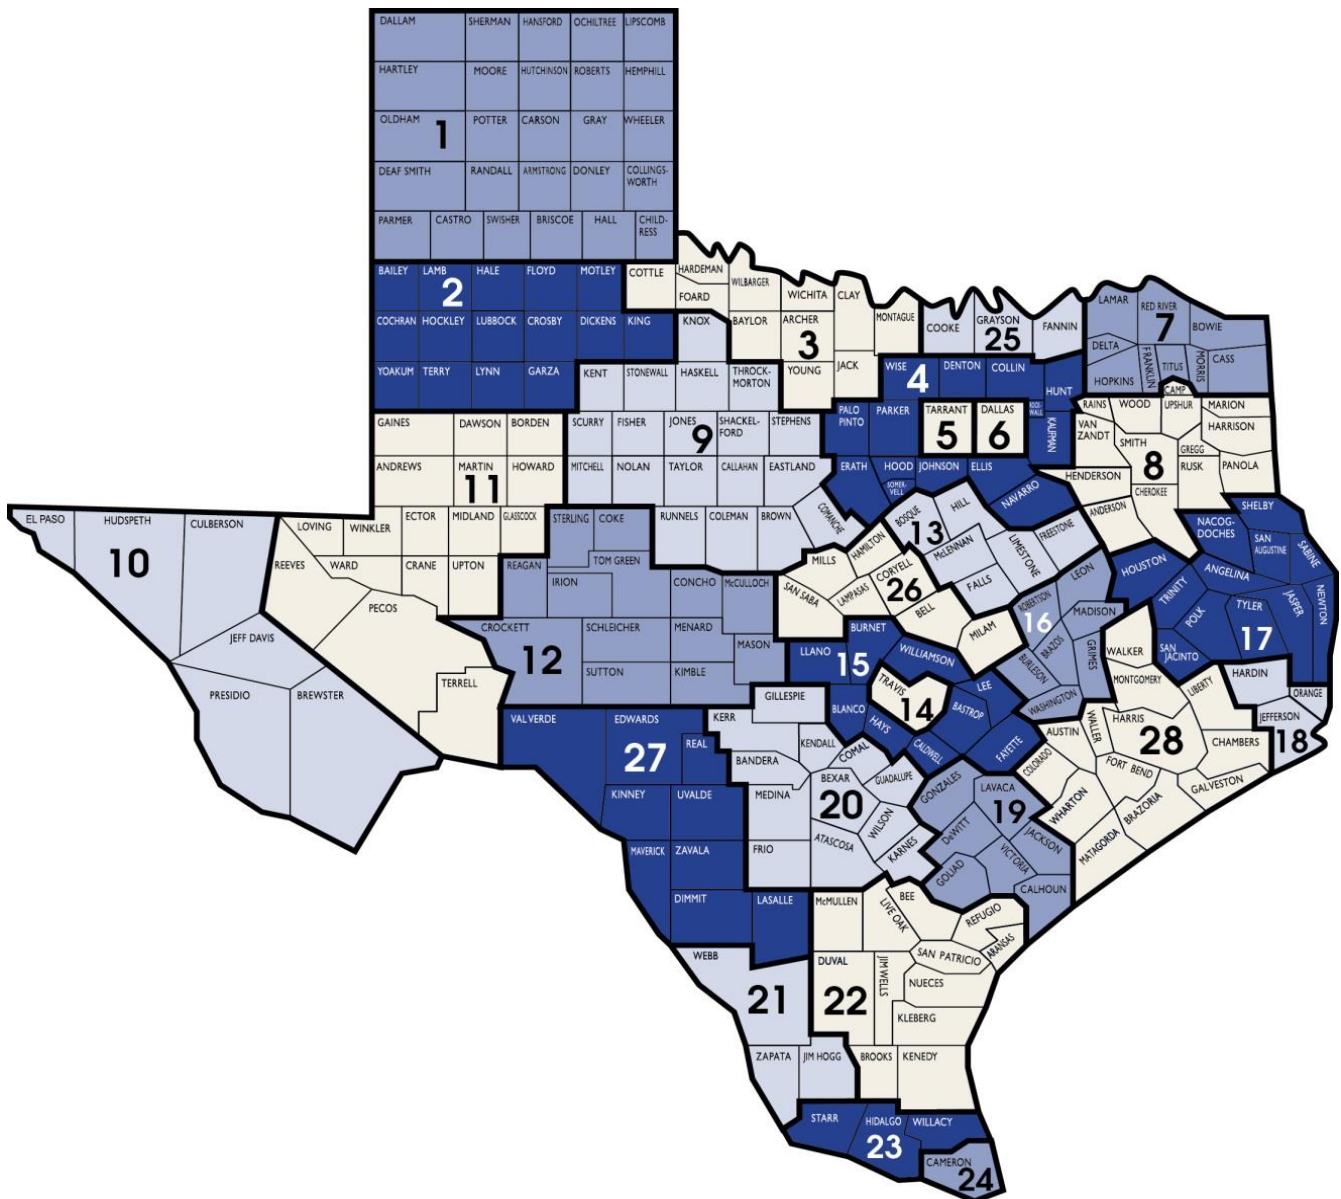 DALLAM SHERMAN HANSFORD OCHILTREE LIPSCOMB
HARTLEY MOORE HUTCHINSON ROBERTS HEMPHILL
OLDHAM 1 POTTER CARSON GRAY WHEELER
DEAF SMITH RANDALL ARMSTRONG DONLEY COLLINGS-
WORTH
PARMER CASTRO SWISHER BRISCOE HALL CHILD-
RESS
BAILEY LAMB HALE FLOYD MOTLEY
2
COCHRAN HOCKLEY LUBBOCK CROSBY DICKENS KING
YOAKUM TERRY LYNN GARZA
COTTLE HARDEMAN
FOARD
WILBARGER WICHITA CLAY
MONTAGUE
BAYLOR ARCHER
3
YOUNG JACK
COOKE GRAYSON FANNIN
25
LAMAR RED RIVER
7
BOWIE
DELTA FRANKLIN TITUS MORRIS CASS
HOPKINS
CAMP
KNOX
KENT STONEWALL HASKELL THROCK-
MORTON
SCURRY FISHER JONES SHACKEL-
FORD
STEPHENS
9
MITCHELL NOLAN TAYLOR CALLAHAN EASTLAND
RUNNELS COLEMAN BROWN COMANCHE
WISE DENTON COLLIN HUNT
4
PALO
PINTO
PARKER ROCK-
WALL
KAUFMAN
TARRANT
5
DALLAS
6
ERATH HOOD JOHNSON ELLIS
SOMER-
VELL
NAVARRO
RAINS WOOD UPSHUR MARION
VAN
ZANDT
SMITH HARRISON
GREGG
8
HENDERSON RUSK PANOLA
CHEROKEE
ANDERSON
GAINES DAWSON BORDEN
ANDREWS MARTIN HOWARD
11
LOVING WINKLER ECTOR MIDLAND GLASSCOCK
REEVES WARD CRANE UPTON
PECOS
TERRELL
EL PASO HUDSPETH CULBERSON
10
JEFF DAVIS
PRESIDIO BREWSTER
STERLING COKE
REAGAN TOM GREEN
IRION CONCHO McCULLOCH
CROCKETT SCHLEICHER MENARD
MASON
12
SUTTON KIMBLE
BOSQUE HILL
13
McLENNAN LIMESTONE FREESTONE
FALLS
MILLS HAMILTON
CORYELL
SAN SABA LAMPASAS 26
BELL
MILAM
LEON
ROBERTSON MADISON
16
BRAZOS
BURLESON GRIMES
WASHINGTON
SHELBY
NACOG-
DOCHES
SAN
AUGUSTINE
SABINE
HOUSTON ANGELINA
TRINITY JASPER NEWTON
POLK TYLER
17
SAN
JACINTO
BURNET
LLANO 15 WILLIAMSON
LEE
BLANCO BASTROP
HAYS
CALDWELL FAYETTE
TRAVIS
14
WALKER
MONTGOMERY LIBERTY
AUSTIN WALLER HARRIS
28
COLORADO CHAMBERS
FORT BEND
WHARTON BRAZORIA GALVESTON
MATAGORDA
HARDIN
ORANGE
JEFFERSON
18
GILLESPIE
KERR
KENDALL COMAL
BANDERA
BEXAR GUADALUPE
MEDINA 20
WILSON
ATASCOSA KARNES
FRIO
GONZALES LAVACA
19
DeWITT JACKSON
VICTORIA
GOLIAD
CALHOUN
VAL VERDE EDWARDS
27 REAL
KINNEY UVALDE
MAVERICK ZAVALA
DIMMIT LASALLE
WEBB
21
ZAPATA JIM HOGG
McMULLEN LIVE OAK BEE
REFUGIO
ARANSAS
SAN PATRICIO
DUVAL JIM WELLS
22 NUECES
KLEBERG
BROOKS KENEDY
STARR HIDALGO WILLACY
23
CAMERON
24